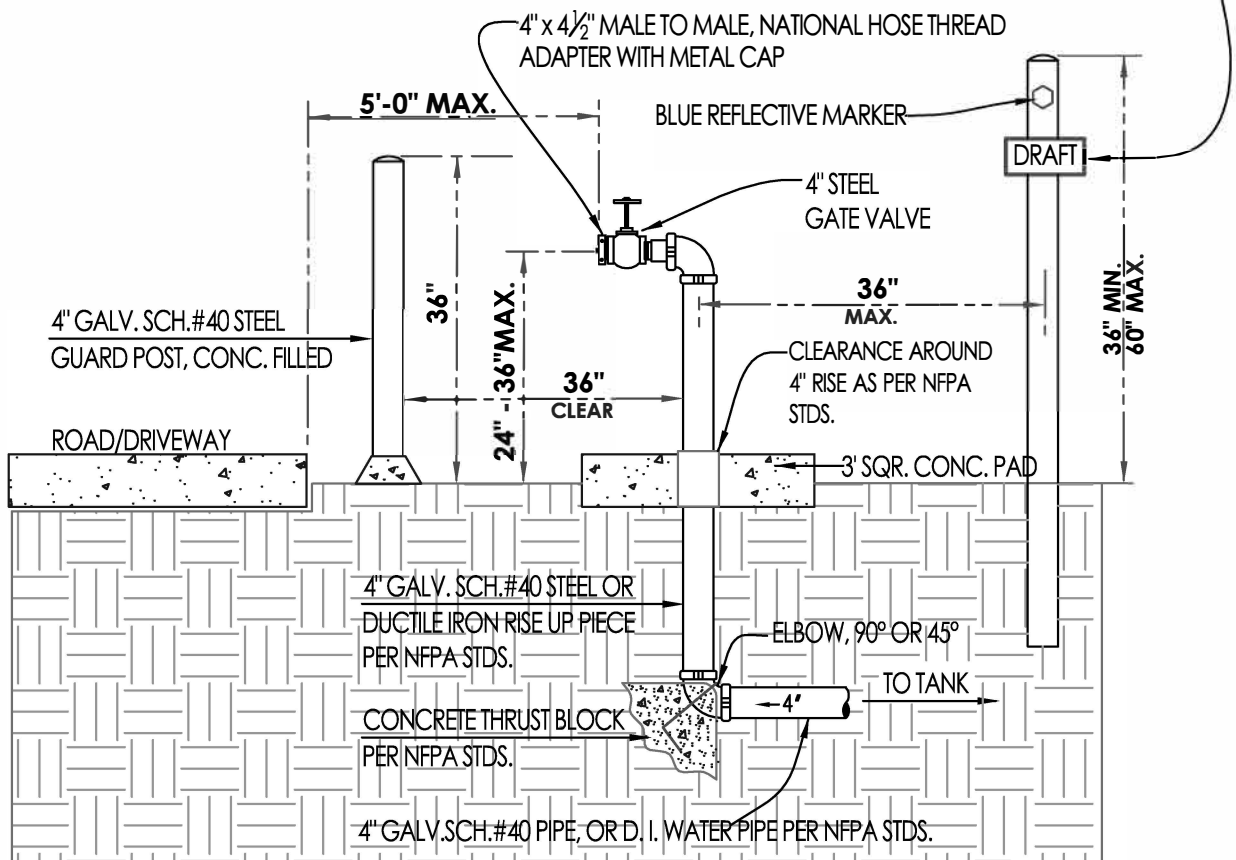 4" x 4½" MALE TO MALE, NATIONAL HOSE THREAD
ADAPTER WITH METAL CAP
5'-0" MAX.
BLUE REFLECTIVE MARKER
DRAFT
4" STEEL
GATE VALVE
36"
24" - 36"MAX.
36"
MAX.
36" MIN.
60" MAX.
4" GALV. SCH.#40 STEEL
GUARD POST, CONC. FILLED
36"
CLEAR
CLEARANCE AROUND
4" RISE AS PER NFPA
STDS.
ROAD/DRIVEWAY
3' SQR. CONC. PAD
4" GALV. SCH.#40 STEEL OR
DUCTILE IRON RISE UP PIECE
PER NFPA STDS.
ELBOW, 90° OR 45°
TO TANK
4"
CONCRETE THRUST BLOCK
PER NFPA STDS.
4" GALV.SCH.#40 PIPE, OR D. I. WATER PIPE PER NFPA STDS.